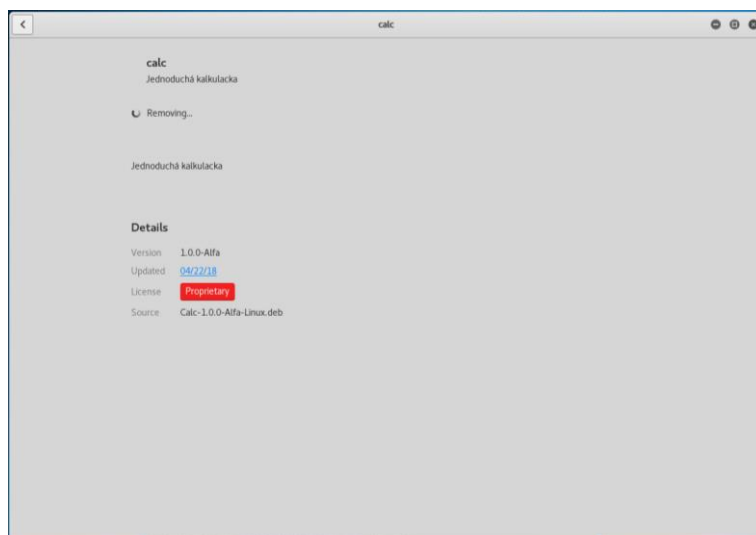 calc
calc
Jednoduchá kalkulacka
Removing...
Jednoduchá kalkulacka
Details
Version 1.0.0-Alfa
Updated 04/22/18
License Proprietary
Source Calc-1.0.0-Alfa-Linux.deb